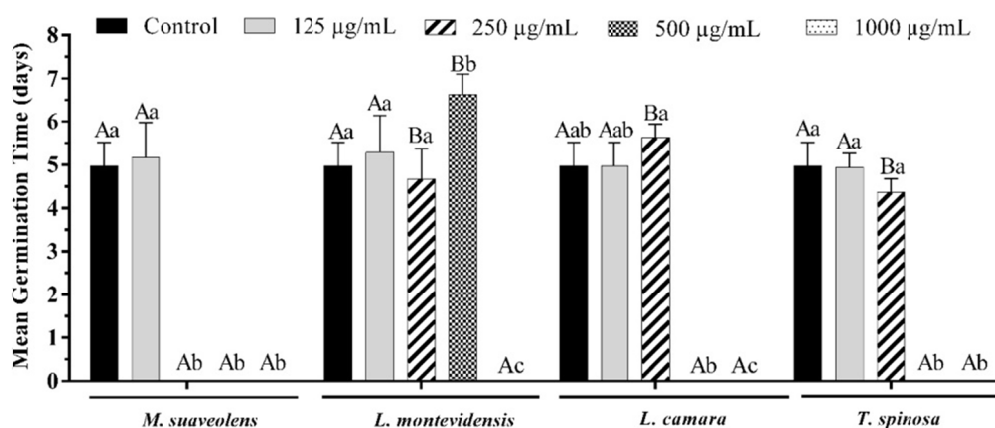 Control 125 µg/mL 250 µg/mL 500 µg/mL 1000 µg/mL
Mean Germination Time (days)
8
7
6
5
4
3
2
1
0
Aa Aa Ab Ab Ab
Aa Aa Ba Bb Ac
Aab Aab Ba Ab Ac
Aa Aa Ba Ab Ab
M. suaveolens L. montevidensis L. camara T. spinosa